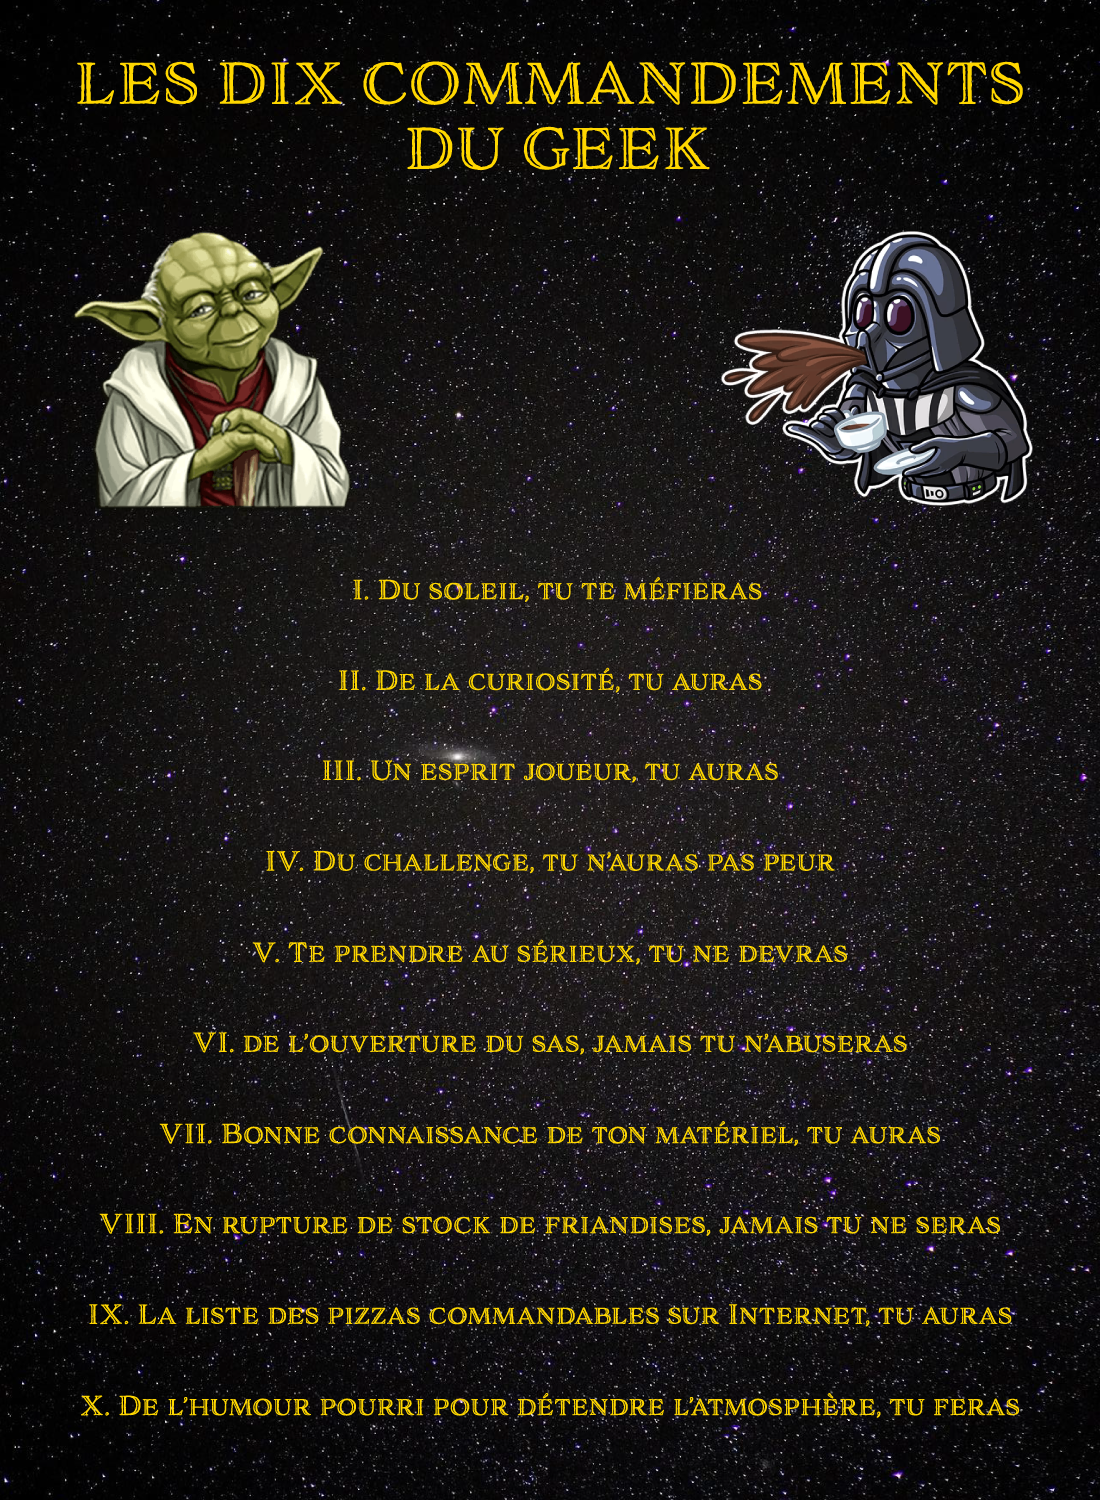 LES DIX COMMANDEMENTS
DU GEEK
I. Du soleil, tu te méfieras
II. De la curiosité, tu auras
III. Un esprit joueur, tu auras
IV. Du challenge, tu n'auras pas peur
V. Te prendre au sérieux, tu ne devras
VI. de l'ouverture du sas, jamais tu n'abuseras
VII. Bonne connaissance de ton matériel, tu auras
VIII. En rupture de stock de friandises, jamais tu ne seras
IX. La liste des pizzas commandables sur Internet, tu auras
X. De l'humour pourri pour détendre l'atmosphère, tu feras